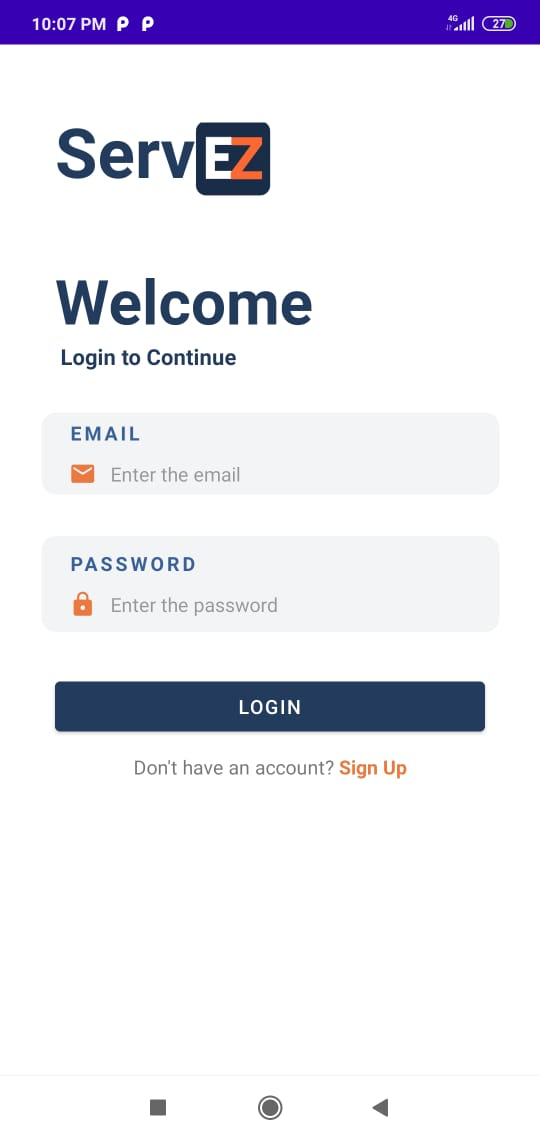 10:07 PM
4G
27
ServEZ
Welcome
Login to Continue
EMAIL
Enter the email
PASSWORD
Enter the password
LOGIN
Don't have an account? Sign Up